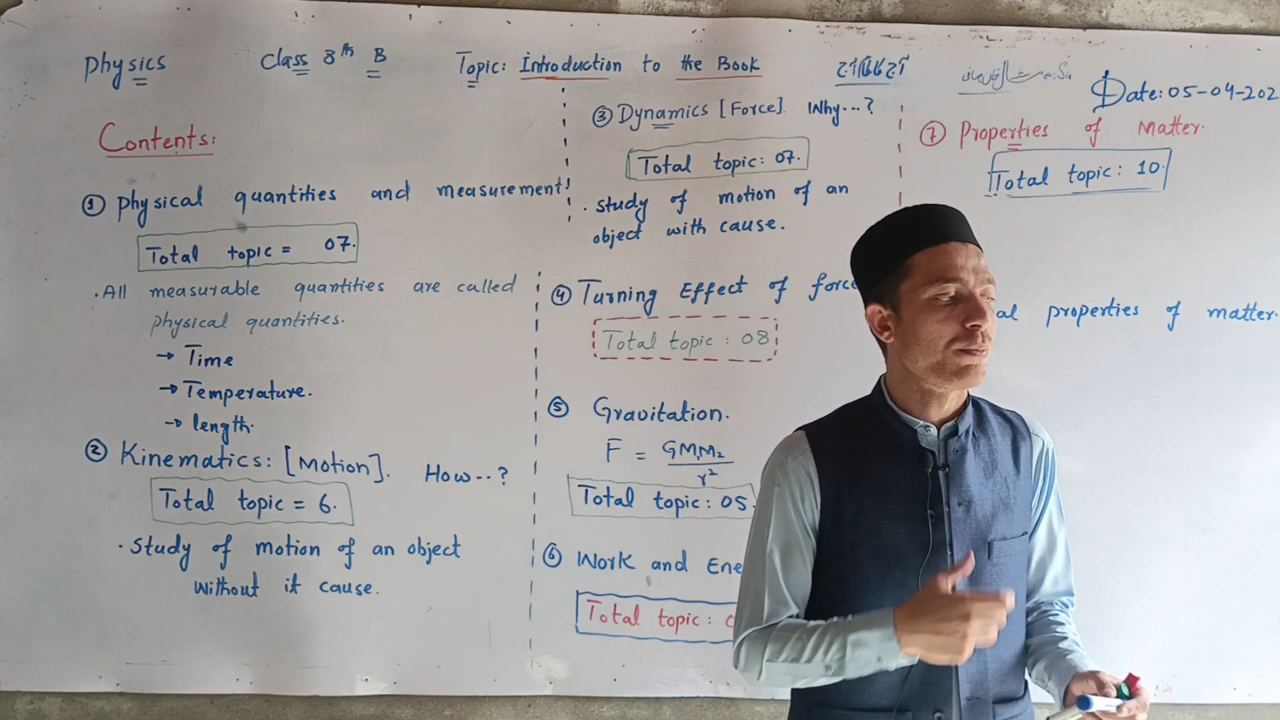 Physics
Class 8th B
Topic: Introduction to the Book
Date: 05-04-202
Contents:
① Physical quantities and measurement
Total topic = 07.
.All measurable quantities are called
physical quantities.
→ Time
→ Temperature.
→ length.
② Kinematics: [Motion]. How--?
Total topic = 6.
. Study of motion of an object
without it cause.
③ Dynamics [Force]. Why---?
Total topic: 07.
. study of motion of an
object with cause.
④ Turning Effect of force
Total topic : 08
⑤ Gravitation.
F = GM₁M₂/r²
Total topic : 05
⑥ Work and Ene
Total topic :
⑦ Properties of Matter.
Total topic : 10.
al properties of matter.